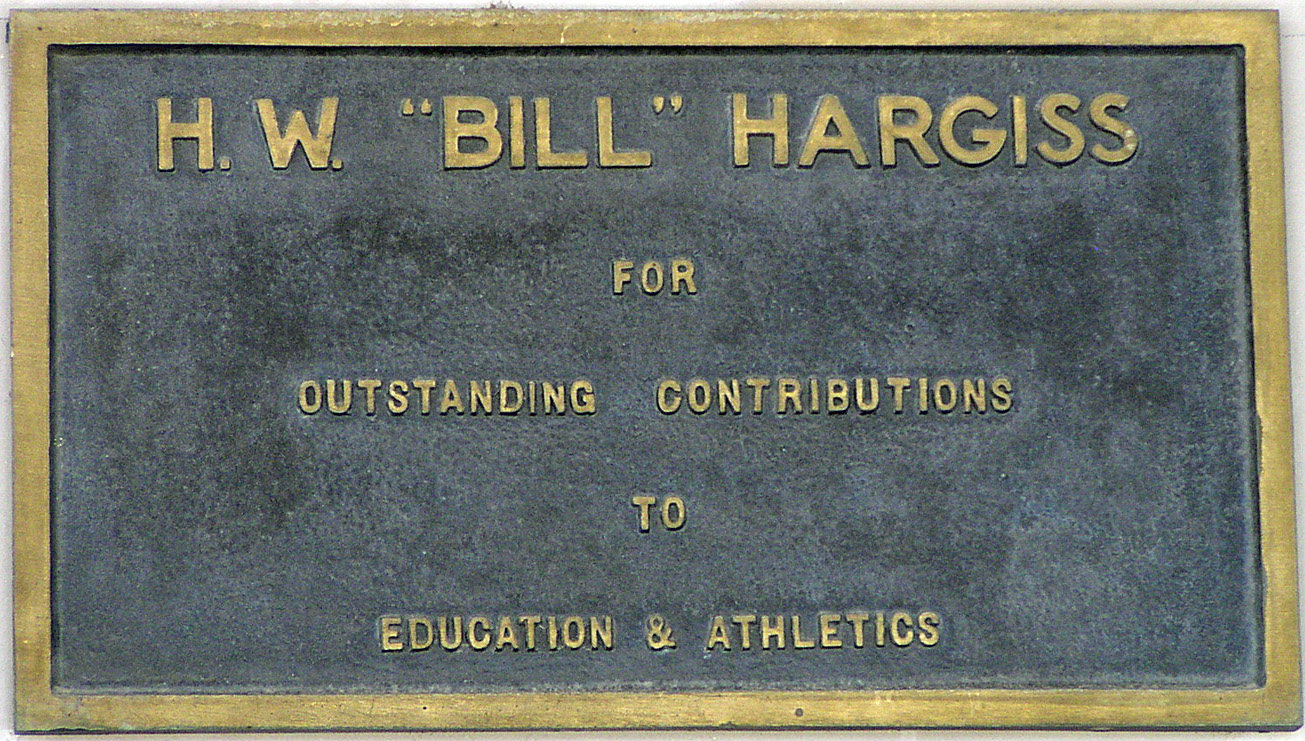 H. W. “BILL” HARGISS
FOR
OUTSTANDING CONTRIBUTIONS
TO
EDUCATION & ATHLETICS